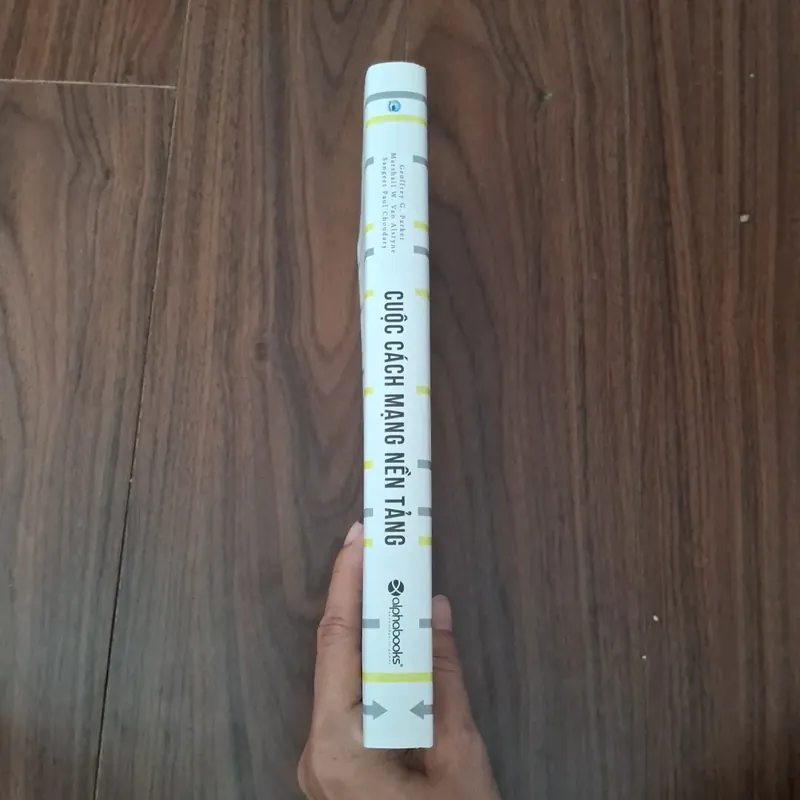 Geoffrey G. Parker
Marshall W. Van Alstyne
Sangeet Paul Choudary
CUỘC CÁCH MẠNG NỀN TẢNG
alphabooks®